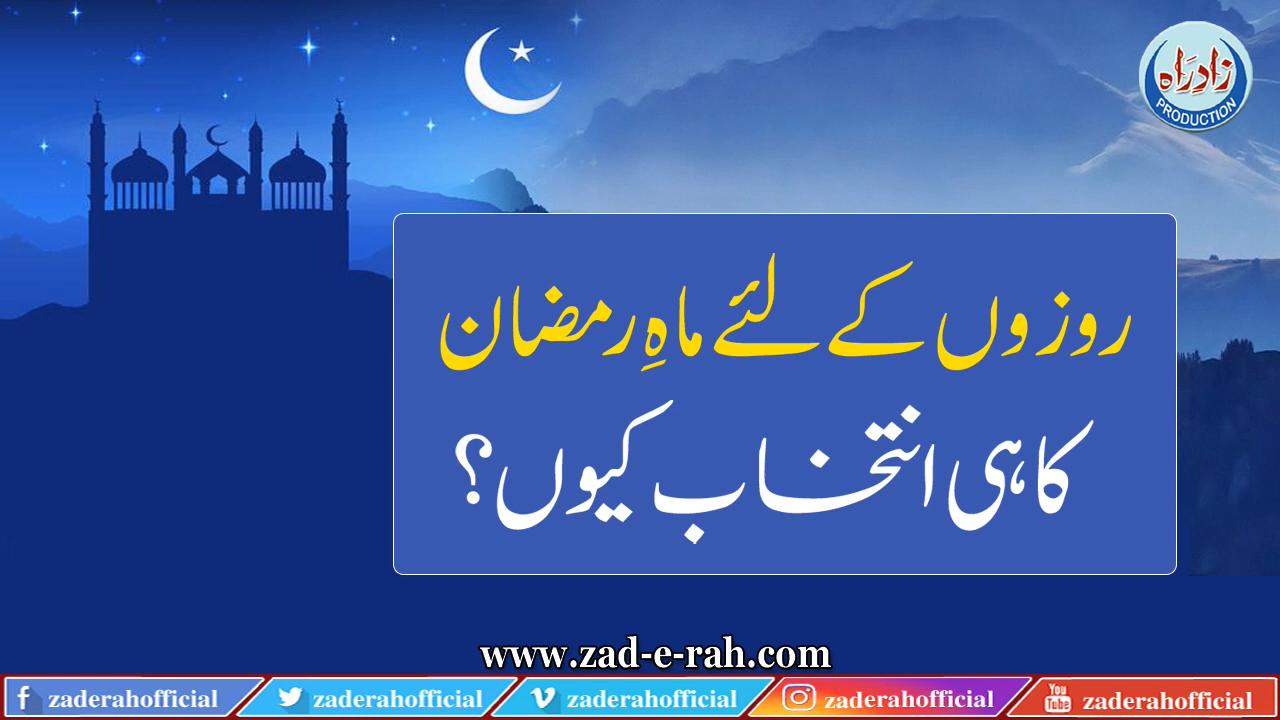 زادِ رَاہ
PRODUCTION
روزوں کے لئے ماہِ رمضان
کا ہی انتخاب کیوں؟
www.zad-e-rah.com
zaderahofficial
zaderahofficial
zaderahofficial
zaderahofficial
You Tube zaderahofficial